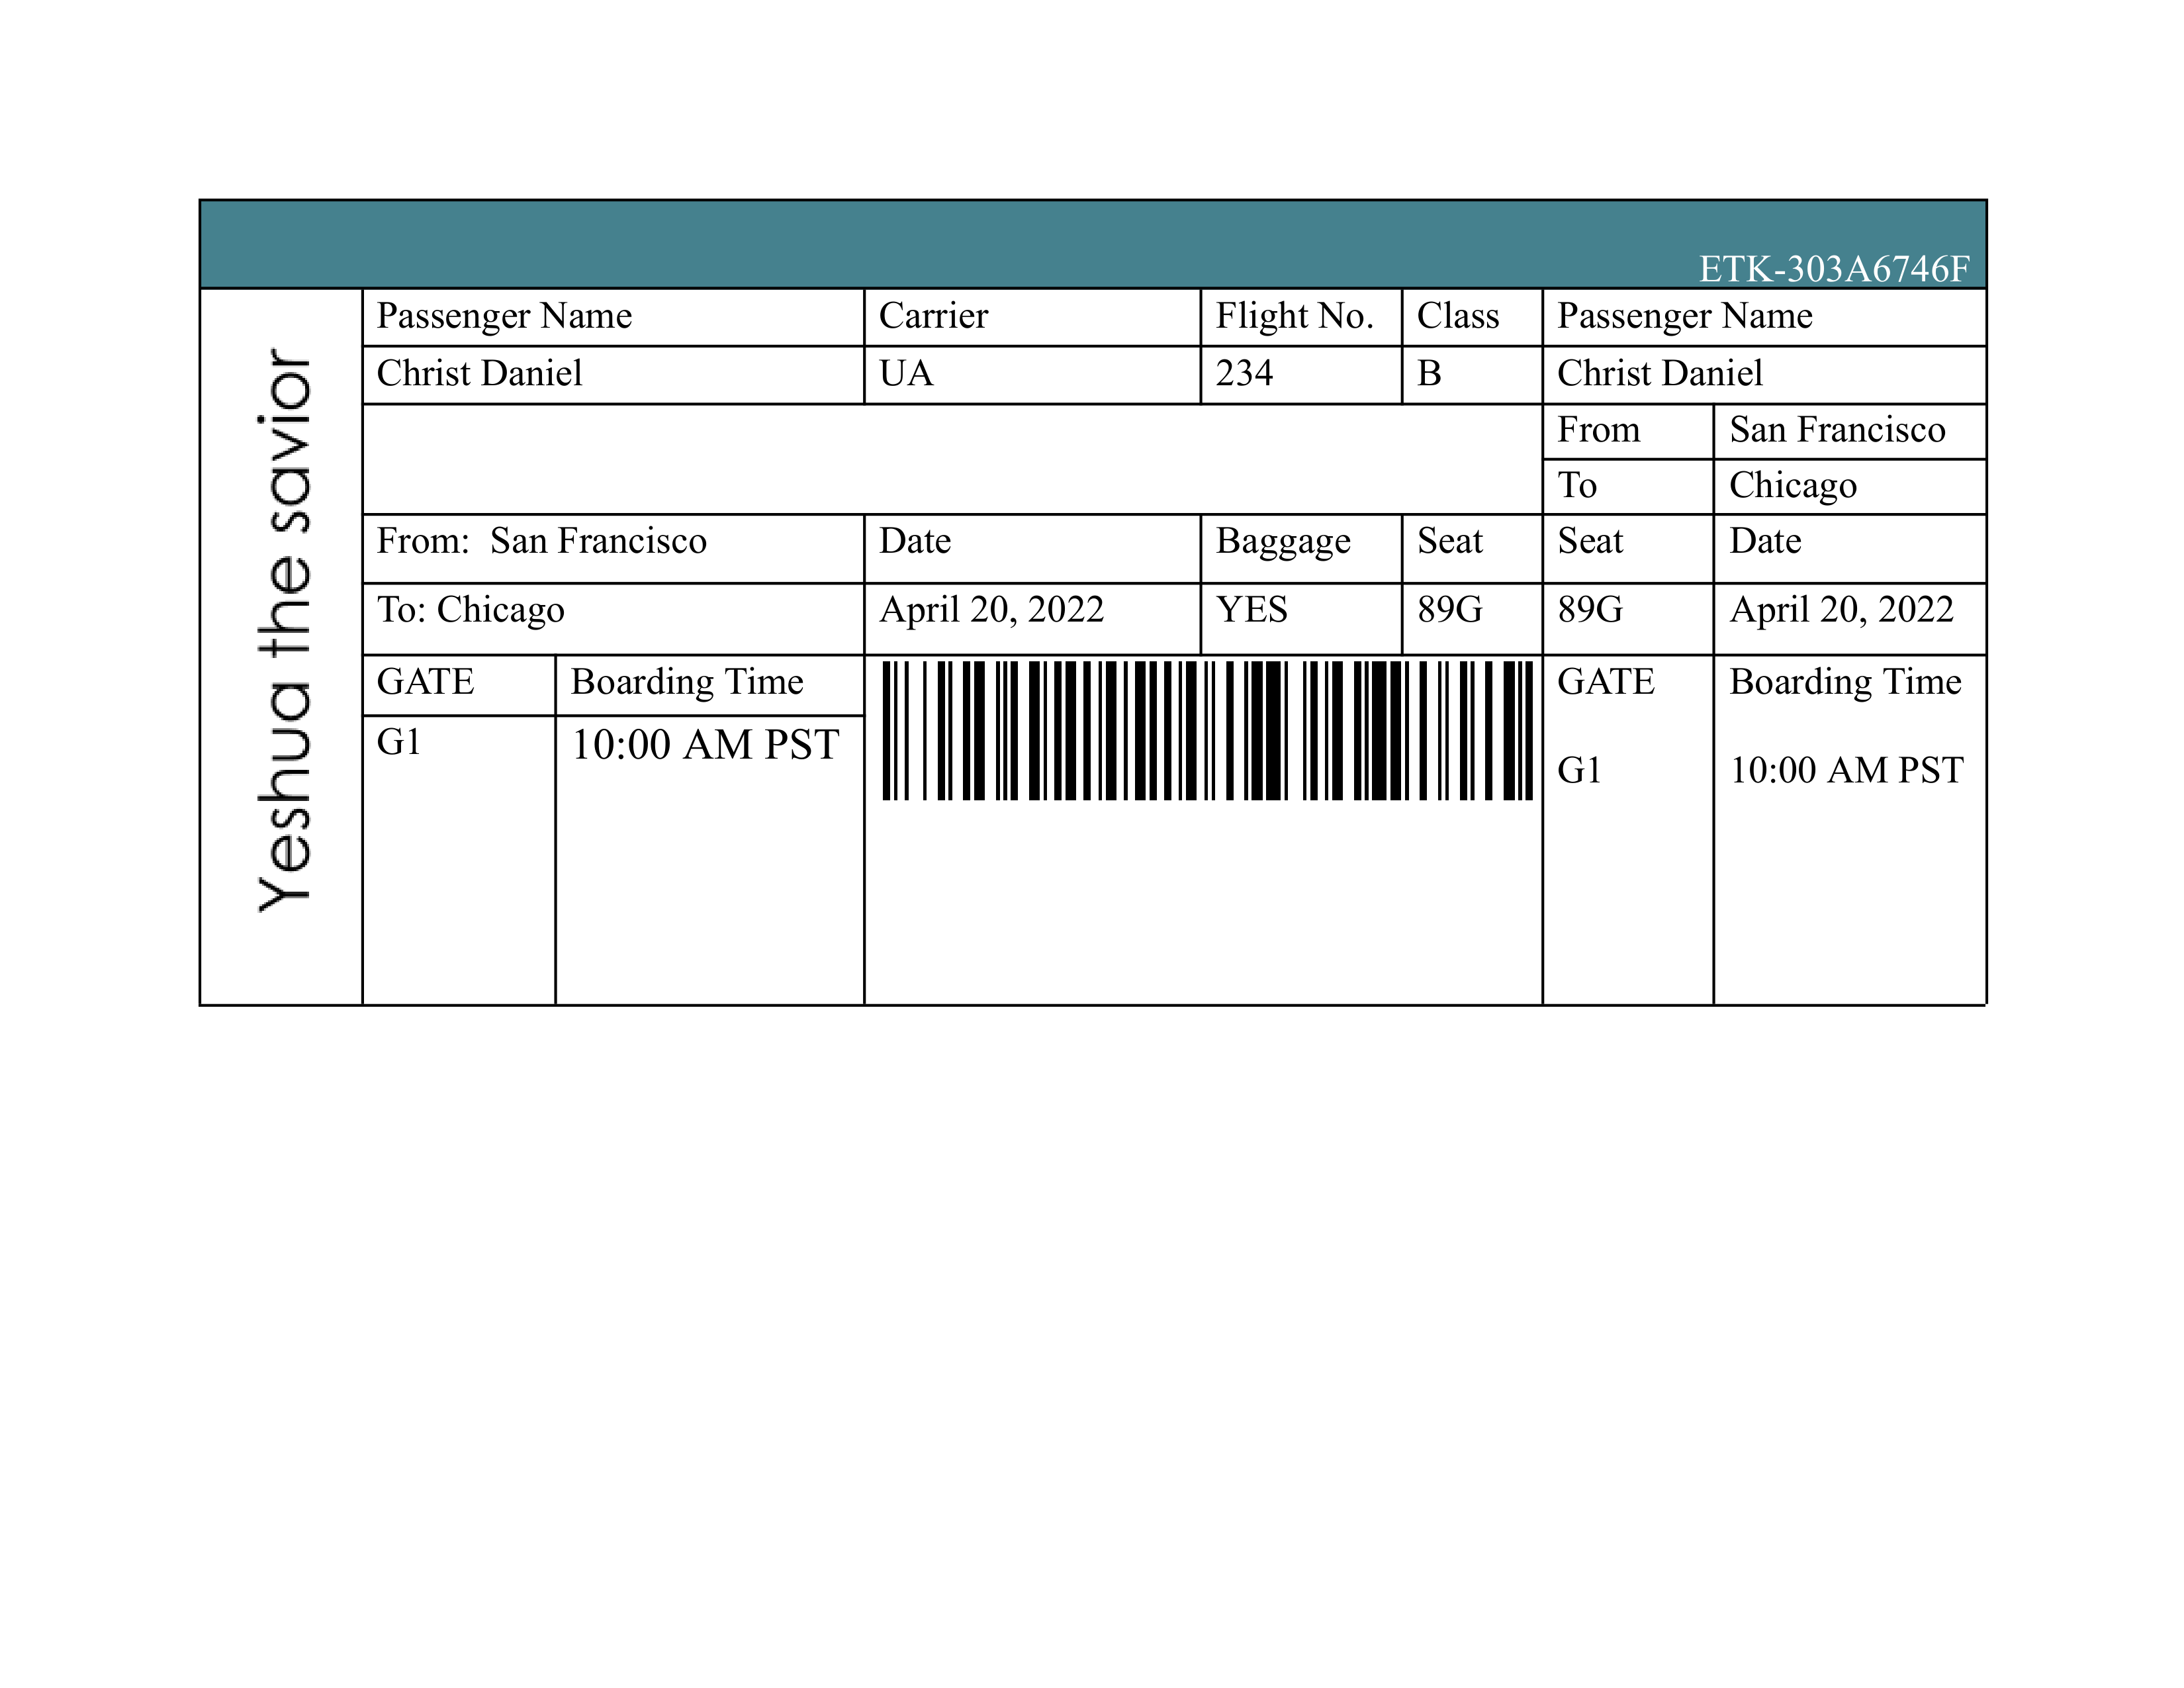 ETK-303A6746F
Yeshua the savior
Passenger Name Carrier Flight No. Class Passenger Name
Christ Daniel UA 234 B Christ Daniel
From San Francisco
To Chicago
From: San Francisco Date Baggage Seat Seat Date
To: Chicago April 20, 2022 YES 89G 89G April 20, 2022
GATE Boarding Time GATE Boarding Time
G1 10:00 AM PST G1 10:00 AM PST